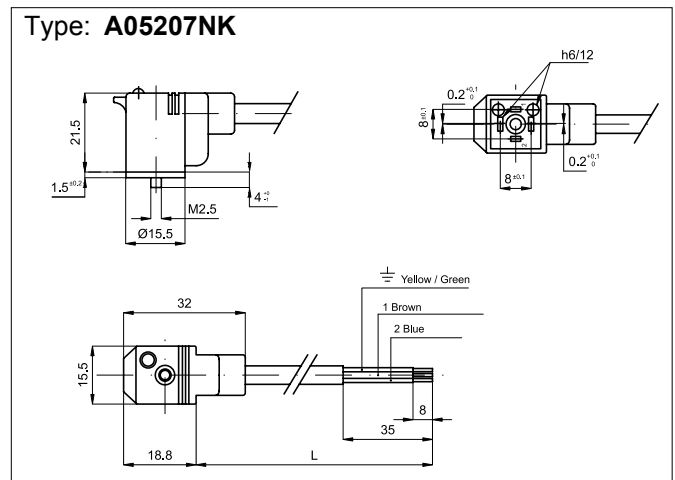 Type: A05207NK
h6/12
0.2 +0.1 0
8±0.1
21.5
1.5±0,2
4 +0 -1
M2.5
Ø15.5
0.2 +0.1 0
8±0.1
1
2
Yellow / Green
1 Brown
2 Blue
32
15.5
8
35
18.8
L